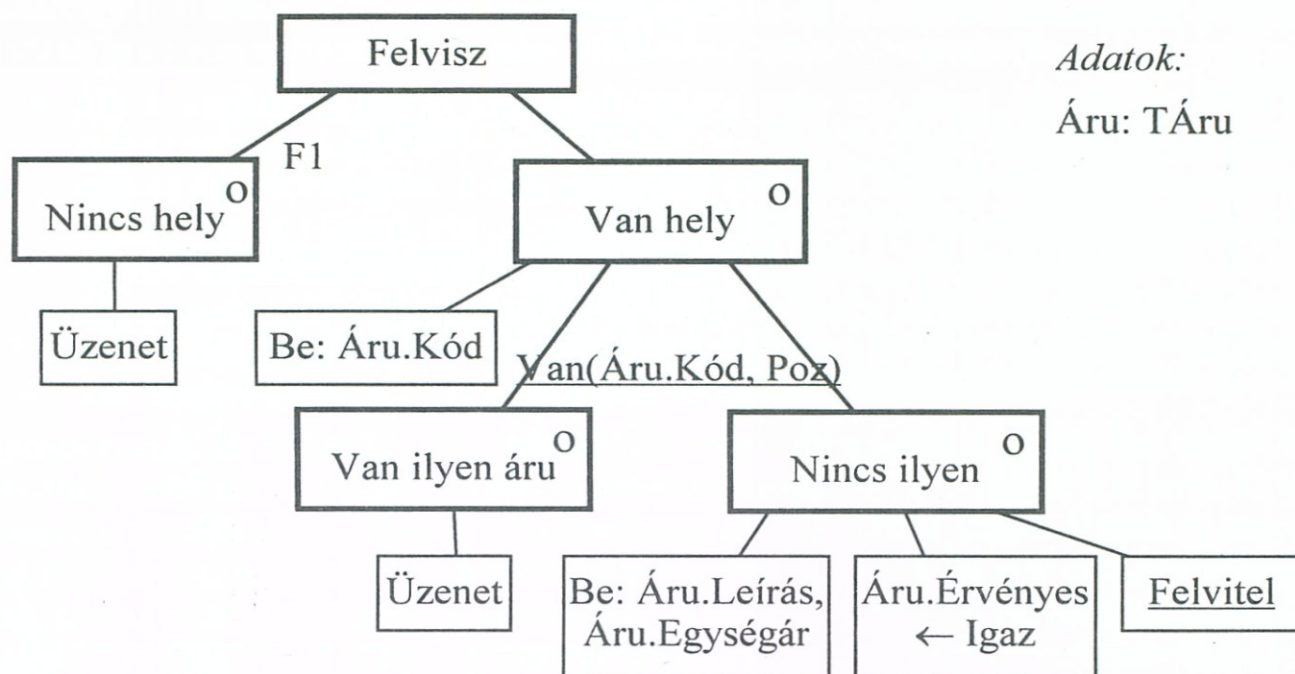 Felvisz
Adatok:
Áru: TÁru
F1
Nincs hely
o
Van hely
o
Üzenet
Be: Áru.Kód
Van(Áru.Kód, Poz)
Van ilyen áru
o
Nincs ilyen
o
Üzenet
Be: Áru.Leírás,
Áru.Egységár
Áru.Érvényes
← Igaz
Felvitel